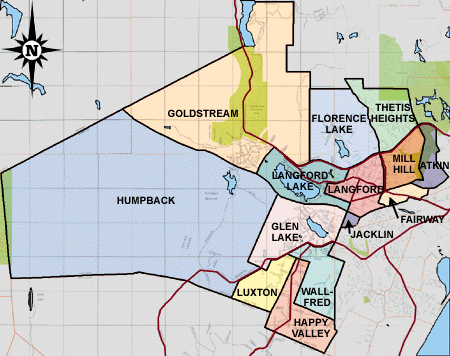 N
GOLDSTREAM
FLORENCE
LAKE
THETIS
HEIGHTS
MILL
HILL
ATKINS
LANGFORD
LAKE
LANGFORD
HUMPBACK
FAIRWAY
GLEN
LAKE
JACKLIN
LUXTON
WALL-
FRED
HAPPY
VALLEY